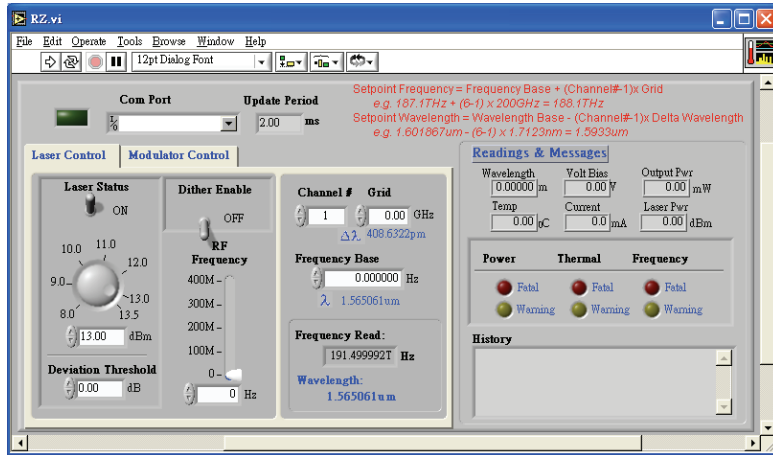 RZ.vi
File Edit Operate Tools Browse Window Help
12pt Dialog Font
Setpoint Frequency = Frequency Base + (Channel#-1)x Grid
e.g. 187.1THz + (6-1) x 200GHz = 188.1THz
Setpoint Wavelength = Wavelength Base - (Channel#-1)x Delta Wavelength
e.g. 1.601867um - (6-1) x 1.7123nm = 1.5933um
Com Port Update Period
I/O 2.00 ms
Laser Control Modulator Control
Laser Status
ON
10.0 11.0
12.0
9.0
13.0
8.0 13.5
13.00 dBm
Deviation Threshold
0.00 dB
Dither Enable
OFF
RF
Frequency
400M
300M
200M
100M
0
0 Hz
Channel # Grid
1 0.00 GHz
Δλ 408.6322pm
Frequency Base
0.000000 Hz
λ 1.565061um
Frequency Read:
191.499992T Hz
Wavelength:
1.565061um
Readings & Messages
Wavelength Volt Bias Output Pwr
0.00000 m 0.00 V 0.00 mW
Temp Current Laser Pwr
0.00 oC 0.0 mA 0.00 dBm
Power Thermal Frequency
Fatal Fatal Fatal
Warning Warning Warning
History